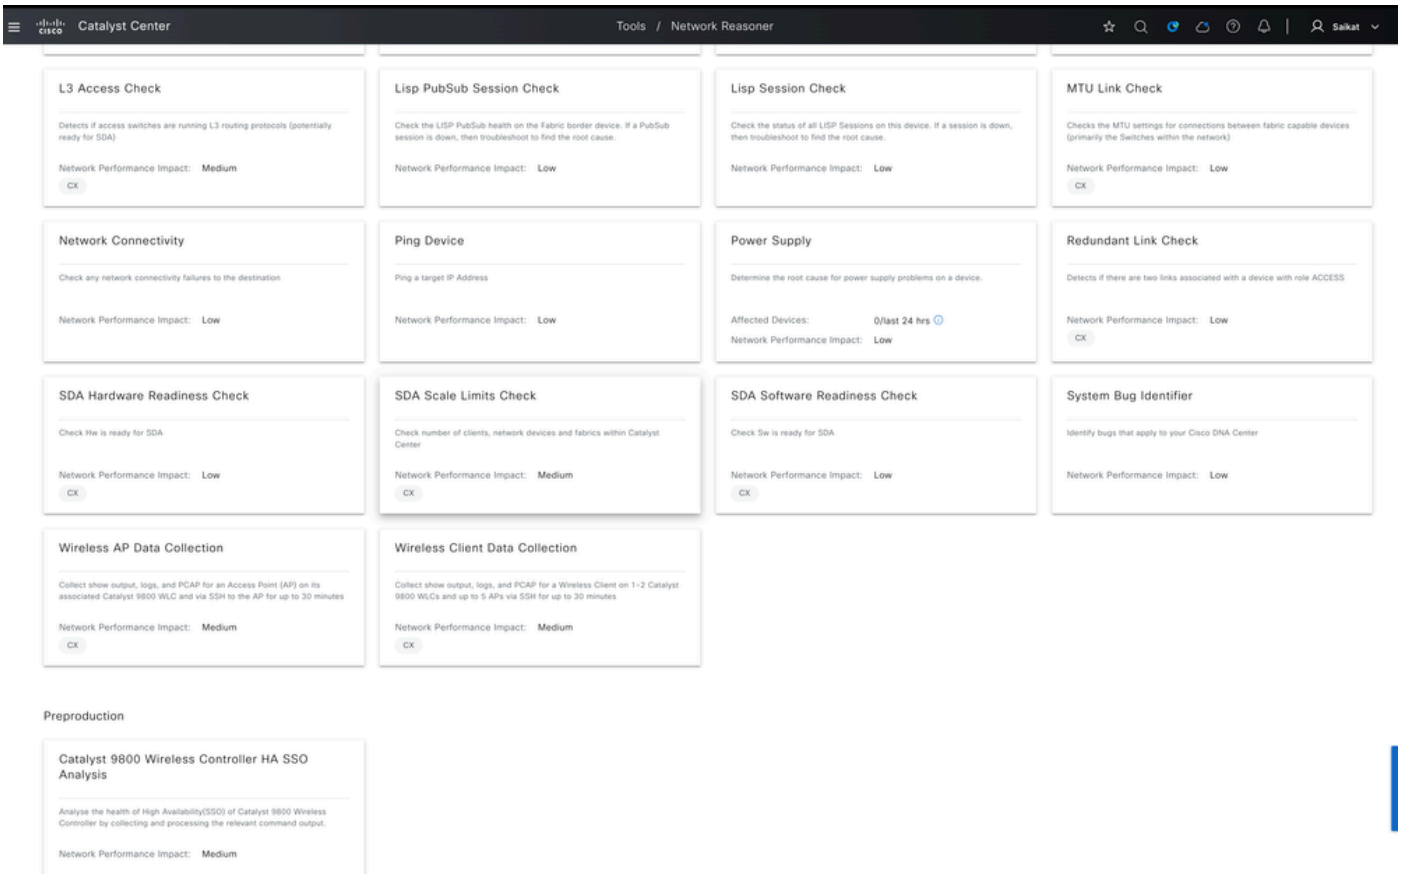 CISCO Catalyst Center Tools / Network Reasoner Saikat
L3 Access Check
Detects if access switches are running L3 routing protocols (potentially
ready for SDA)
Network Performance Impact: Medium
CX
Lisp PubSub Session Check
Check the LISP PubSub health on the Fabric border device. If a PubSub
session is down, then troubleshoot to find the root cause.
Network Performance Impact: Low
Lisp Session Check
Check the status of all LISP Sessions on this device. If a session is down,
then troubleshoot to find the root cause.
Network Performance Impact: Low
MTU Link Check
Checks the MTU settings for connections between fabric capable devices
(primarily the Switches within the network)
Network Performance Impact: Low
CX
Network Connectivity
Check any network connectivity failures to the destination
Network Performance Impact: Low
Ping Device
Ping a target IP Address
Network Performance Impact: Low
Power Supply
Determine the root cause for power supply problems on a device.
Affected Devices: 0/last 24 hrs
Network Performance Impact: Low
Redundant Link Check
Detects if there are two links associated with a device with role ACCESS
Network Performance Impact: Low
CX
SDA Hardware Readiness Check
Check Hw is ready for SDA
Network Performance Impact: Low
CX
SDA Scale Limits Check
Check number of clients, network devices and fabrics within Catalyst
Center
Network Performance Impact: Medium
CX
SDA Software Readiness Check
Check Sw is ready for SDA
Network Performance Impact: Low
CX
System Bug Identifier
Identify bugs that apply to your Cisco DNA Center
Network Performance Impact: Low
Wireless AP Data Collection
Collect show output, logs, and PCAP for an Access Point (AP) on its
associated Catalyst 9800 WLC and via SSH to the AP for up to 30 minutes
Network Performance Impact: Medium
CX
Wireless Client Data Collection
Collect show output, logs, and PCAP for a Wireless Client on 1-2 Catalyst
9800 WLCs and up to 5 APs via SSH for up to 30 minutes
Network Performance Impact: Medium
CX
Preproduction
Catalyst 9800 Wireless Controller HA SSO
Analysis
Analyse the health of High Availability(SSO) of Catalyst 9800 Wireless
Controller by collecting and processing the relevant command output.
Network Performance Impact: Medium